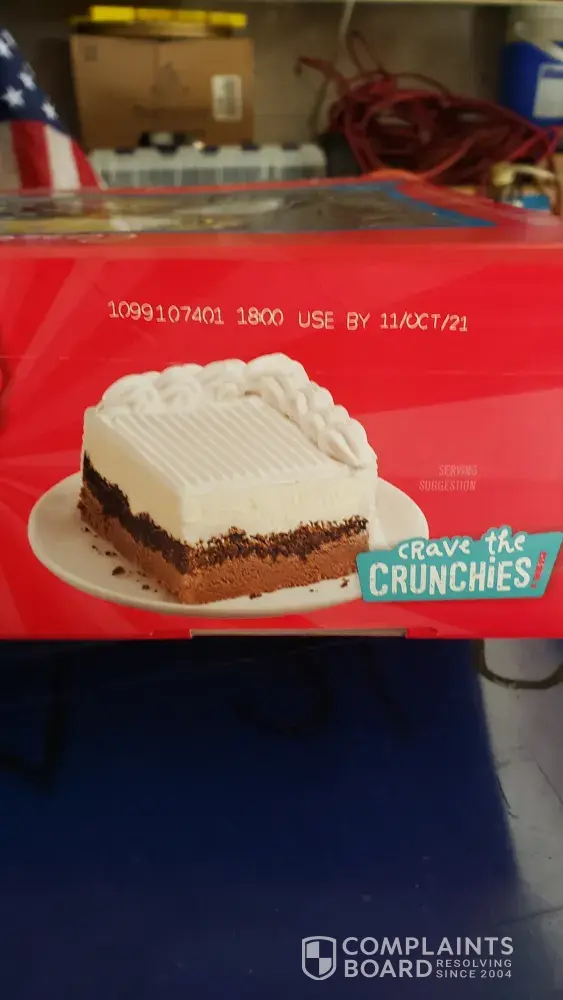 1099107401 1800 USE BY 11/OCT/21
SERVING
SUGGESTION
crave the
CRUNCHiES!
COMPLAINTS
BOARD RESOLVING
SINCE 2004